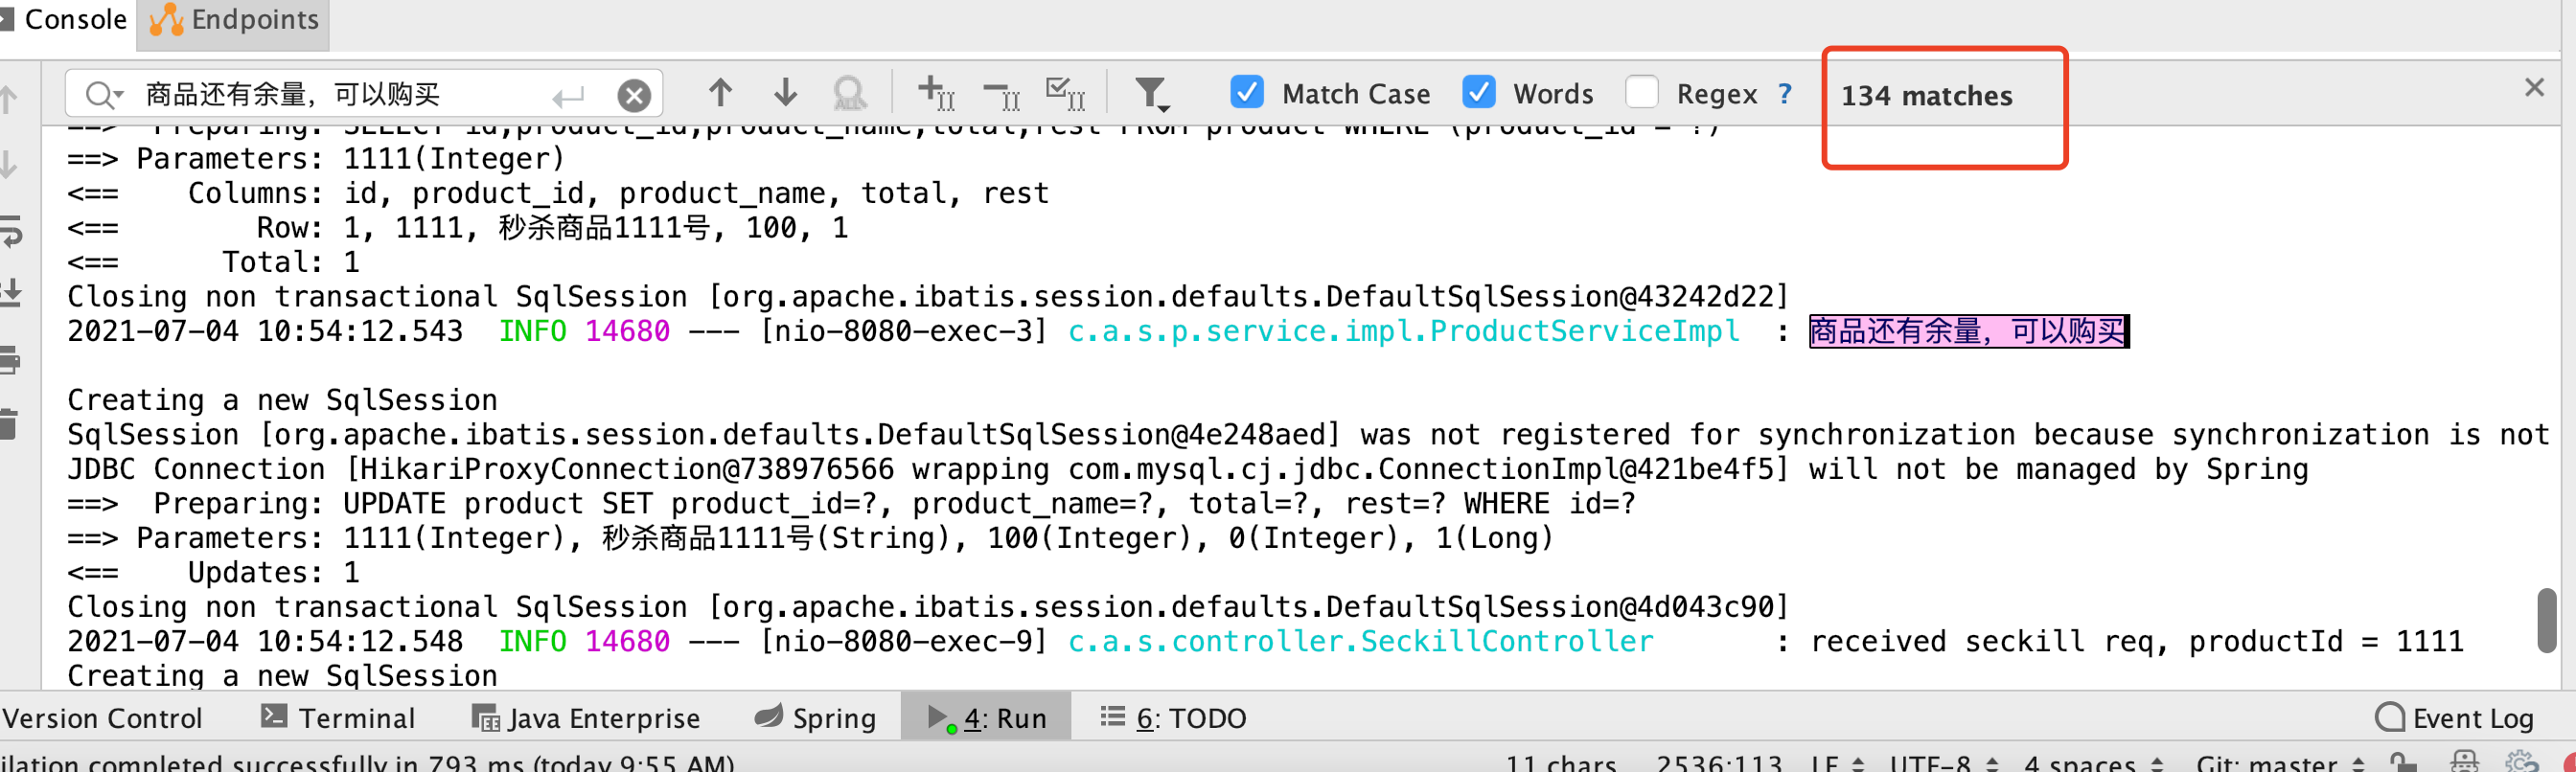 Console Endpoints
商品还有余量，可以购买 Match Case Words Regex ? 134 matches
==>  Preparing: SELECT id,product_id,product_name,total,rest FROM product WHERE (product_id = ?)
==> Parameters: 1111(Integer)
<==    Columns: id, product_id, product_name, total, rest
<==        Row: 1, 1111, 秒杀商品1111号, 100, 1
<==      Total: 1
Closing non transactional SqlSession [org.apache.ibatis.session.defaults.DefaultSqlSession@43242d22]
2021-07-04 10:54:12.543  INFO 14680 --- [nio-8080-exec-3] c.a.s.p.service.impl.ProductServiceImpl  : 商品还有余量，可以购买
Creating a new SqlSession
SqlSession [org.apache.ibatis.session.defaults.DefaultSqlSession@4e248aed] was not registered for synchronization because synchronization is not
JDBC Connection [HikariProxyConnection@738976566 wrapping com.mysql.cj.jdbc.ConnectionImpl@421be4f5] will not be managed by Spring
==>  Preparing: UPDATE product SET product_id=?, product_name=?, total=?, rest=? WHERE id=?
==> Parameters: 1111(Integer), 秒杀商品1111号(String), 100(Integer), 0(Integer), 1(Long)
<==    Updates: 1
Closing non transactional SqlSession [org.apache.ibatis.session.defaults.DefaultSqlSession@4d043c90]
2021-07-04 10:54:12.548  INFO 14680 --- [nio-8080-exec-9] c.a.s.controller.SeckillController       : received seckill req, productId = 1111
Creating a new SqlSession
Version Control Terminal Java Enterprise Spring 4: Run 6: TODO Event Log
ilation completed successfully in 793 ms (today 9:55 AM) 11 chars 2536:113 LF UTF-8 4 spaces Git: master